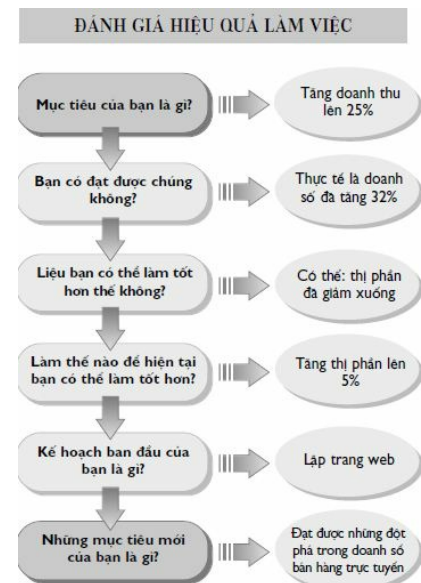 ĐÁNH GIÁ HIỆU QUẢ LÀM VIỆC
Mục tiêu của bạn là gì?
Tăng doanh thu
lên 25%
Bạn có đạt được chúng
không?
Thực tế là doanh
số đã tăng 32%
Liệu bạn có thể làm tốt
hơn thế không?
Có thể: thị phần
đã giảm xuống
Làm thế nào để hiện tại
bạn có thể làm tốt hơn?
Tăng thị phần lên
5%
Kế hoạch ban đầu của
bạn là gì?
Lập trang web
Những mục tiêu mới
của bạn là gì?
Đạt được những đột
phá trong doanh số
bán hàng trực tuyến